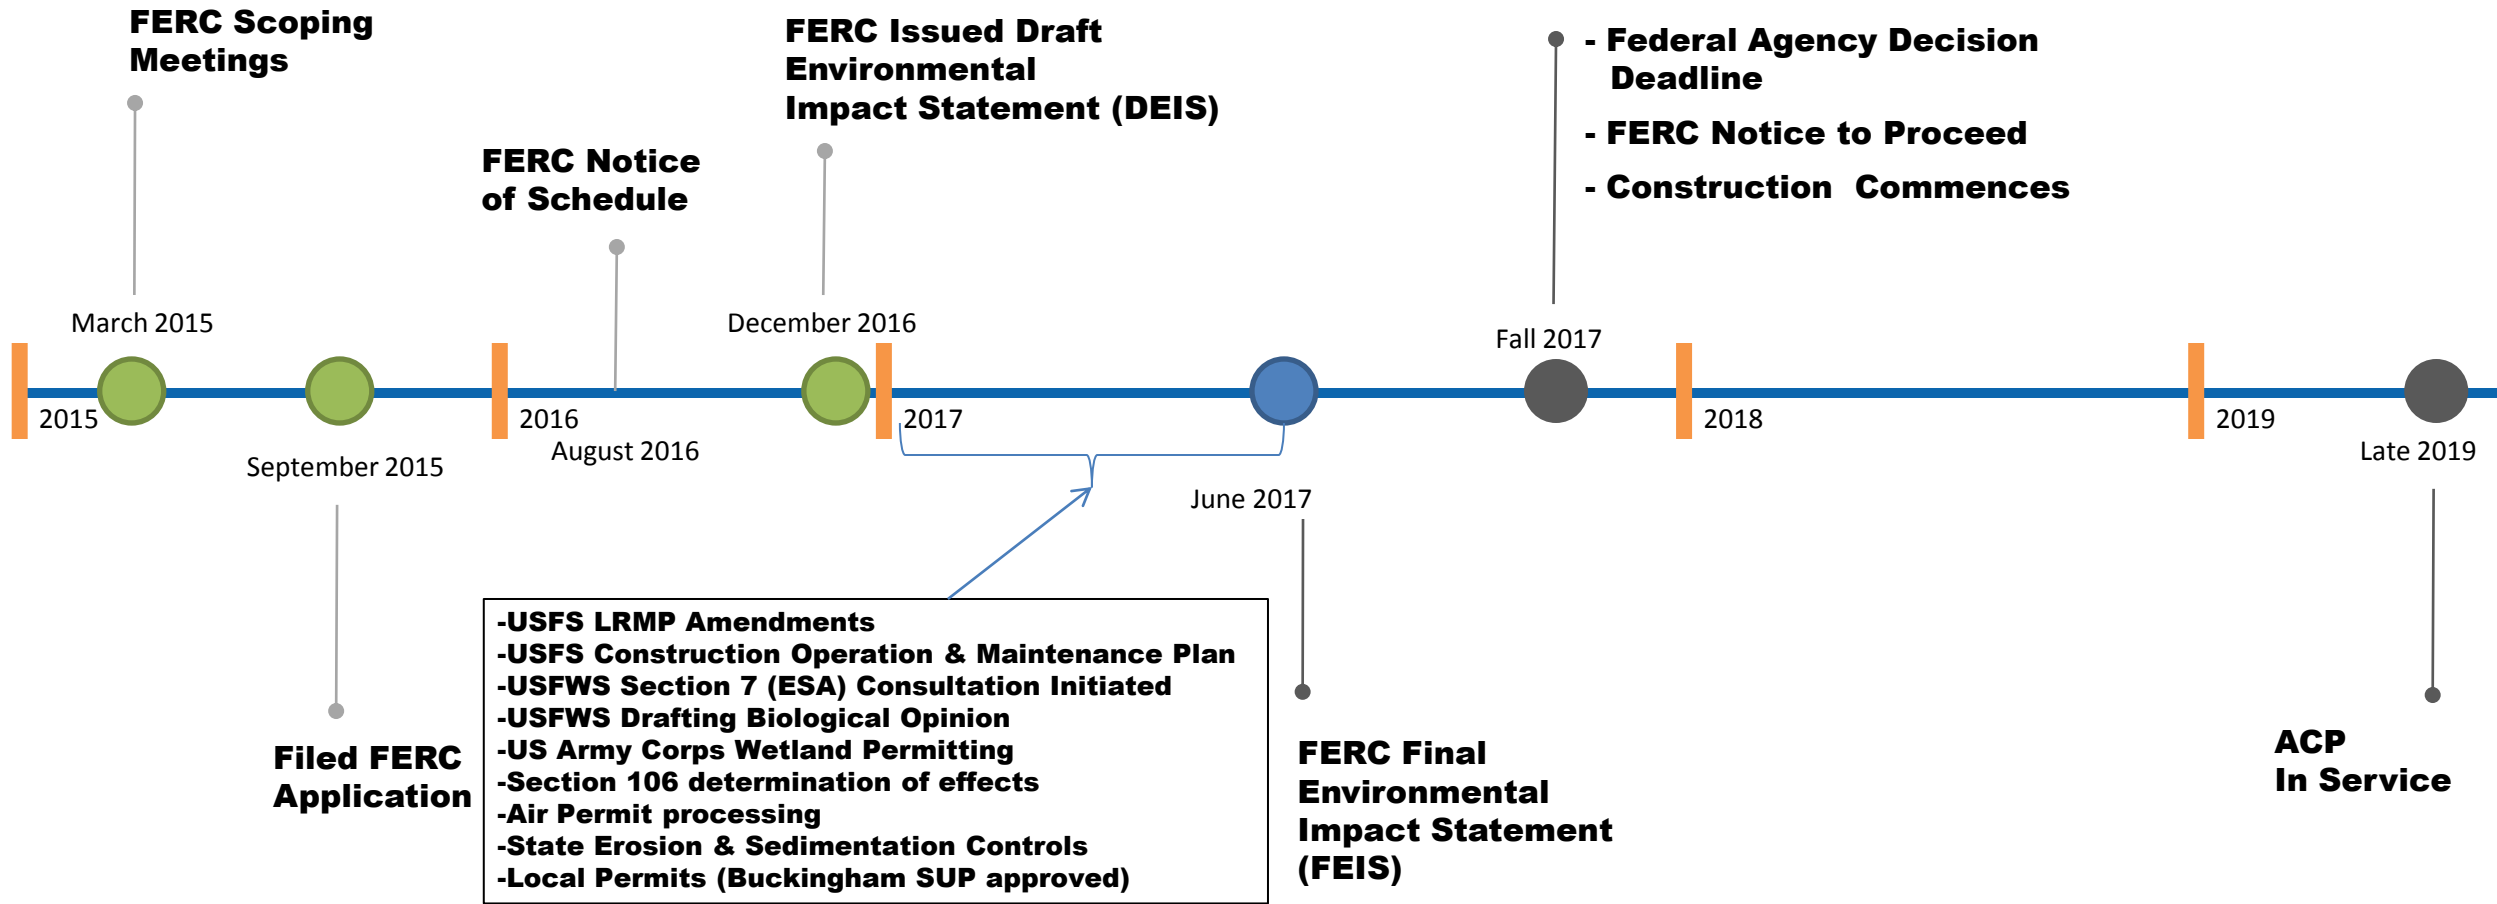 FERC Scoping
Meetings
FERC Issued Draft
Environmental
Impact Statement (DEIS)
- Federal Agency Decision
Deadline
- FERC Notice to Proceed
- Construction Commences
FERC Notice
of Schedule
March 2015
December 2016
Fall 2017
2015
2016
2017
2018
2019
September 2015
August 2016
June 2017
Late 2019
-USFS LRMP Amendments
-USFS Construction Operation & Maintenance Plan
-USFWS Section 7 (ESA) Consultation Initiated
-USFWS Drafting Biological Opinion
-US Army Corps Wetland Permitting
-Section 106 determination of effects
-Air Permit processing
-State Erosion & Sedimentation Controls
-Local Permits (Buckingham SUP approved)
Filed FERC
Application
FERC Final
Environmental
Impact Statement
(FEIS)
ACP
In Service